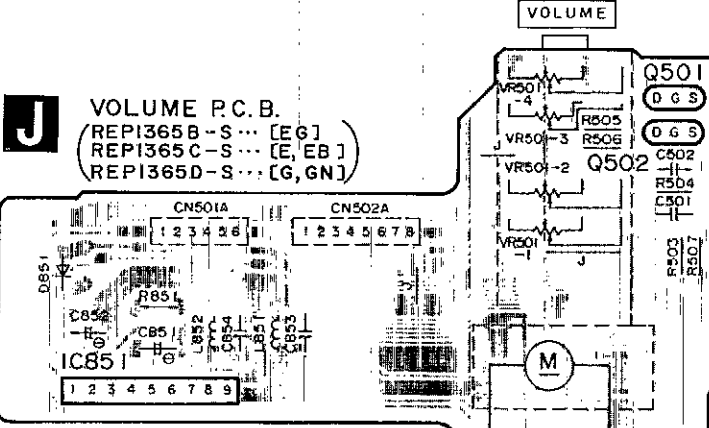 VOLUME
J
VOLUME P.C.B.
(REP1365B-S··· [EG]
REP1365C-S··· [E, EB]
REP1365D-S··· [G, GN])
VR501
-4
Q501
D G S
R505
VR501-3
R506
D G S
VR501-2
Q502
C502
R504
C501
CN501A
1 2 3 4 5 6
CN502A
1 2 3 4 5 6 7 8
VR501
-1
J
R503
R507
D851
J
R851
C852
C851
L852
C854
L851
C853
IC851
1 2 3 4 5 6 7 8 9
M